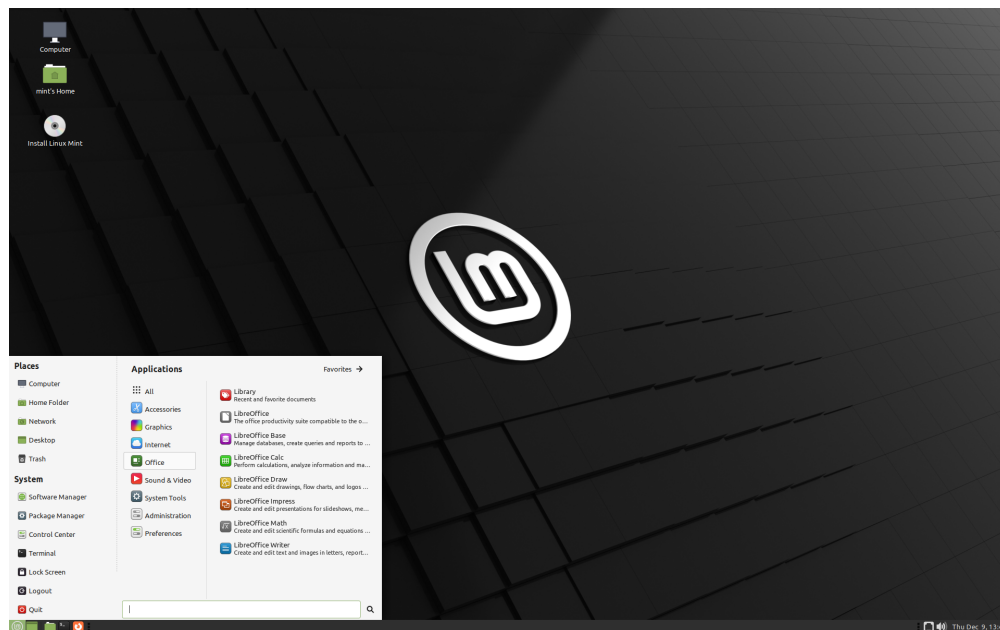 Computer
mint's Home
Install Linux Mint
Places
Computer
Home Folder
Network
Desktop
Trash
System
Software Manager
Package Manager
Control Center
Terminal
Lock Screen
Logout
Quit
Applications
Favorites
All
Accessories
Graphics
Internet
Office
Sound & Video
System Tools
Administration
Preferences
Library
Recent and favorite documents
LibreOffice
The office productivity suite compatible to the o...
LibreOffice Base
Manage databases, create queries and reports to ...
LibreOffice Calc
Perform calculations, analyze information and ma...
LibreOffice Draw
Create and edit drawings, flow charts, and logos ...
LibreOffice Impress
Create and edit presentations for slideshows, me...
LibreOffice Math
Create and edit scientific formulas and equations ...
LibreOffice Writer
Create and edit text and images in letters, report...
Thu Dec 9, 13: